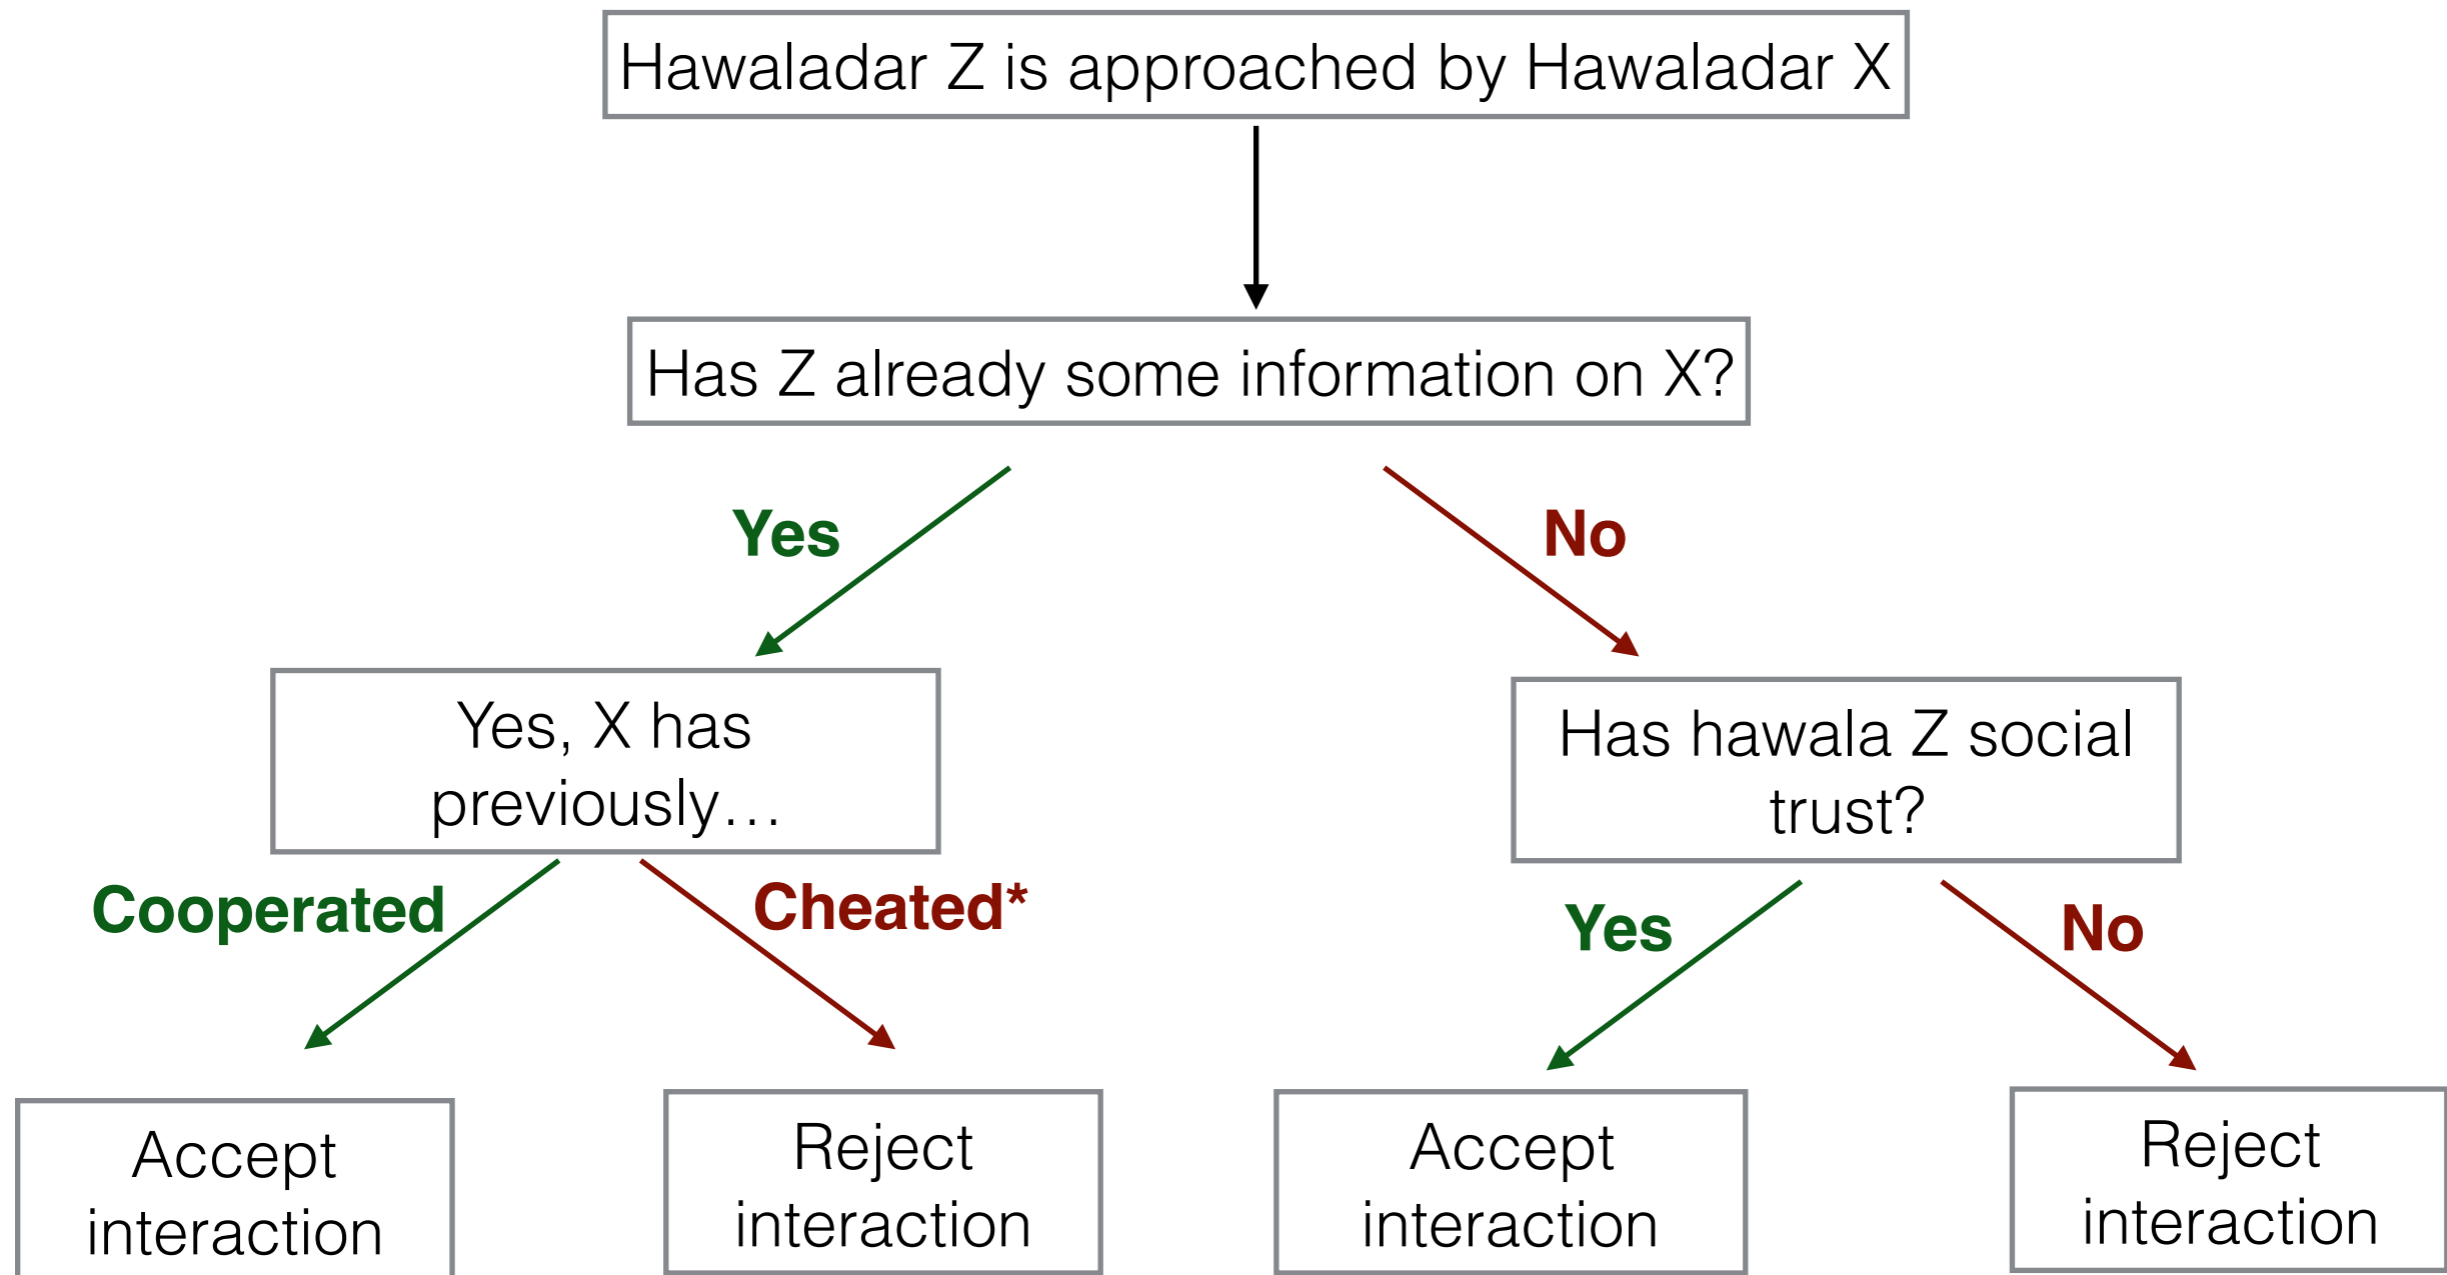 Hawaladar Z is approached by Hawaladar X
Has Z already some information on X?
Yes
No
Yes, X has
previously…
Has hawala Z social
trust?
Cooperated
Cheated*
Yes
No
Accept
interaction
Reject
interaction
Accept
interaction
Reject
interaction